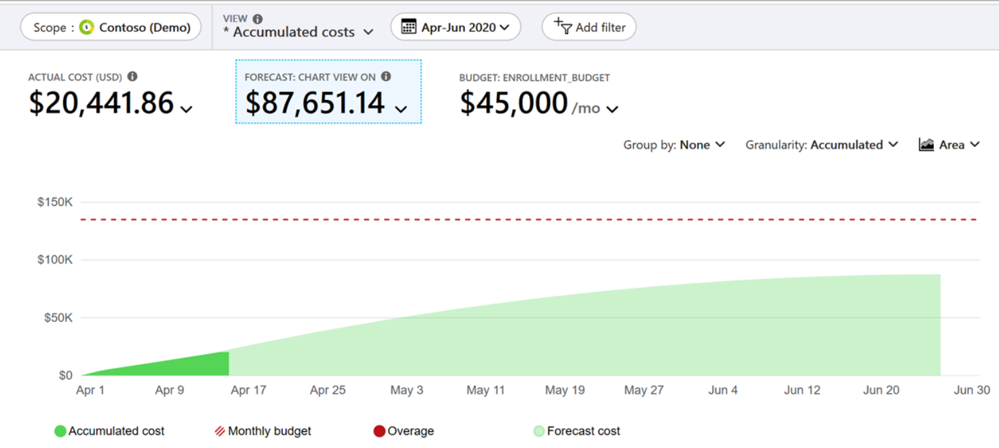 Scope : Contoso (Demo)
VIEW
* Accumulated costs
Apr-Jun 2020
Add filter
ACTUAL COST (USD)
$20,441.86
FORECAST: CHART VIEW ON
$87,651.14
BUDGET: ENROLLMENT_BUDGET
$45,000 /mo
Group by: None
Granularity: Accumulated
Area
$150K
$100K
$50K
$0
Apr 1 Apr 9 Apr 17 Apr 25 May 3 May 11 May 19 May 27 Jun 4 Jun 12 Jun 20 Jun 30
Accumulated cost Monthly budget Overage Forecast cost